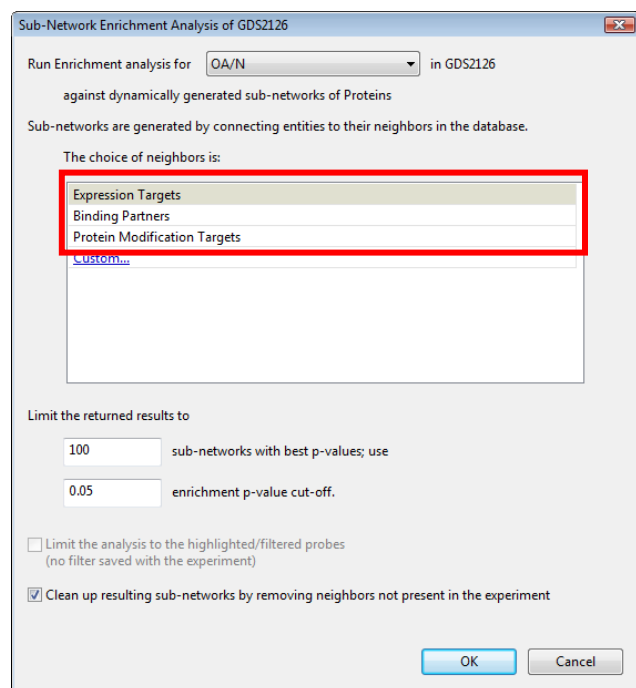 Sub-Network Enrichment Analysis of GDS2126
Run Enrichment analysis for OA/N in GDS2126
against dynamically generated sub-networks of Proteins
Sub-networks are generated by connecting entities to their neighbors in the database.
The choice of neighbors is:
Expression Targets
Binding Partners
Protein Modification Targets
Custom...
Limit the returned results to
100 sub-networks with best p-values; use
0.05 enrichment p-value cut-off.
Limit the analysis to the highlighted/filtered probes
(no filter saved with the experiment)
Clean up resulting sub-networks by removing neighbors not present in the experiment
OK Cancel